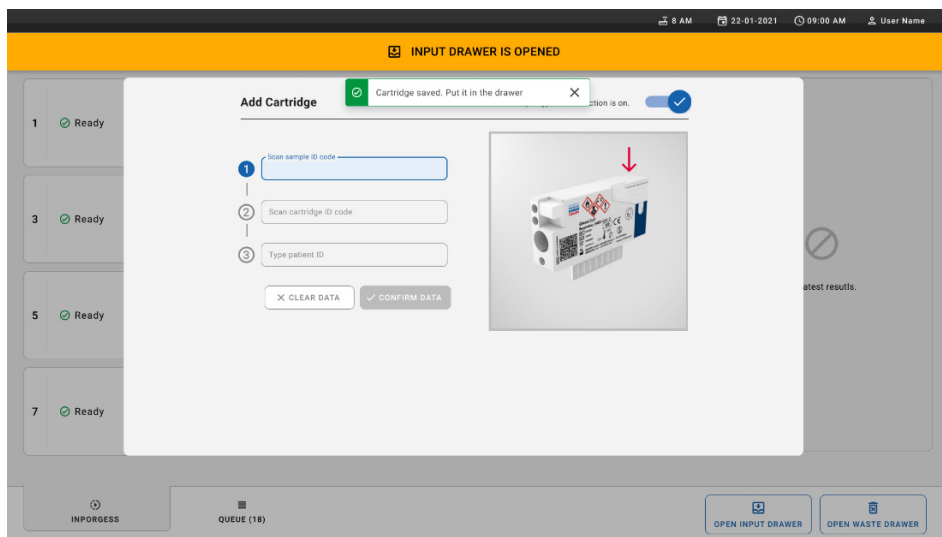 8 AM 22-01-2021 09:00 AM User Name
INPUT DRAWER IS OPENED
Cartridge saved. Put it in the drawer
Add Cartridge
ction is on.
1 Ready
Scan sample ID code
1
2 Scan cartridge ID code
3 Ready
3 Type patient ID
CLEAR DATA
CONFIRM DATA
atest resutls.
5 Ready
7 Ready
INPORGESS
QUEUE (18)
OPEN INPUT DRAWER
OPEN WASTE DRAWER